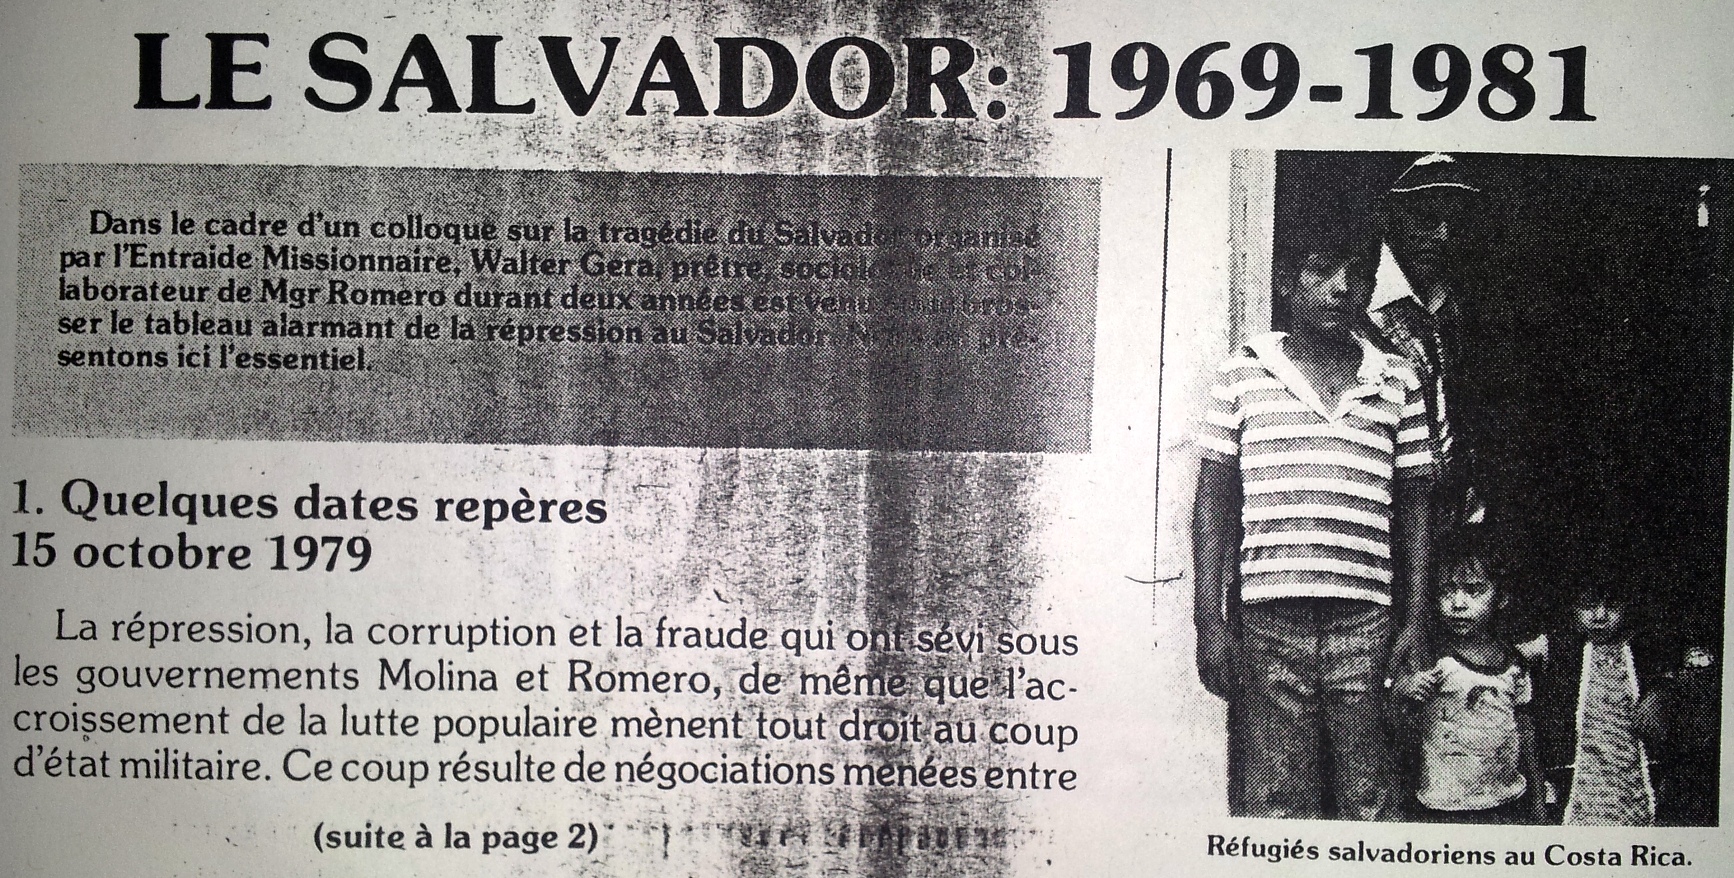 LE SALVADOR: 1969-1981
Dans le cadre d'un colloque sur la tragédie du Salvador organisé
par l'Entraide Missionnaire, Walter Gera, prêtre,
laborateur de Mgr Romero durant deux années est venu
ser le tableau alarmant de la répression au Salvador. pré-
sentons ici l'essentiel.
1. Quelques dates repères
15 octobre 1979
La répression, la corruption et la fraude qui ont sévi sous
les gouvernements Molina et Romero, de même que l'ac-
croissement de la lutte populaire mènent tout droit au coup
d'état militaire. Ce coup résulte de négociations menées entre
(suite à la page 2)
Réfugiés salvadoriens au Costa Rica.